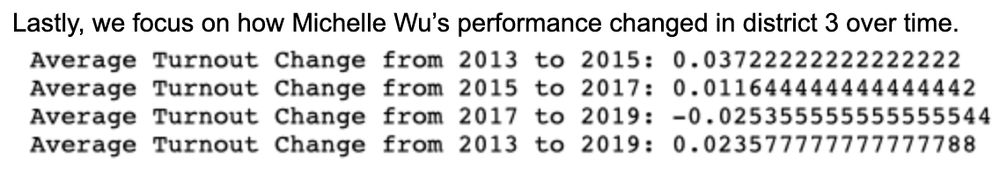 Lastly, we focus on how Michelle Wu's performance changed in district 3 over time.
Average Turnout Change from 2013 to 2015: 0.03722222222222222
Average Turnout Change from 2015 to 2017: 0.011644444444444442
Average Turnout Change from 2017 to 2019: -0.025355555555555544
Average Turnout Change from 2013 to 2019: 0.023577777777777788